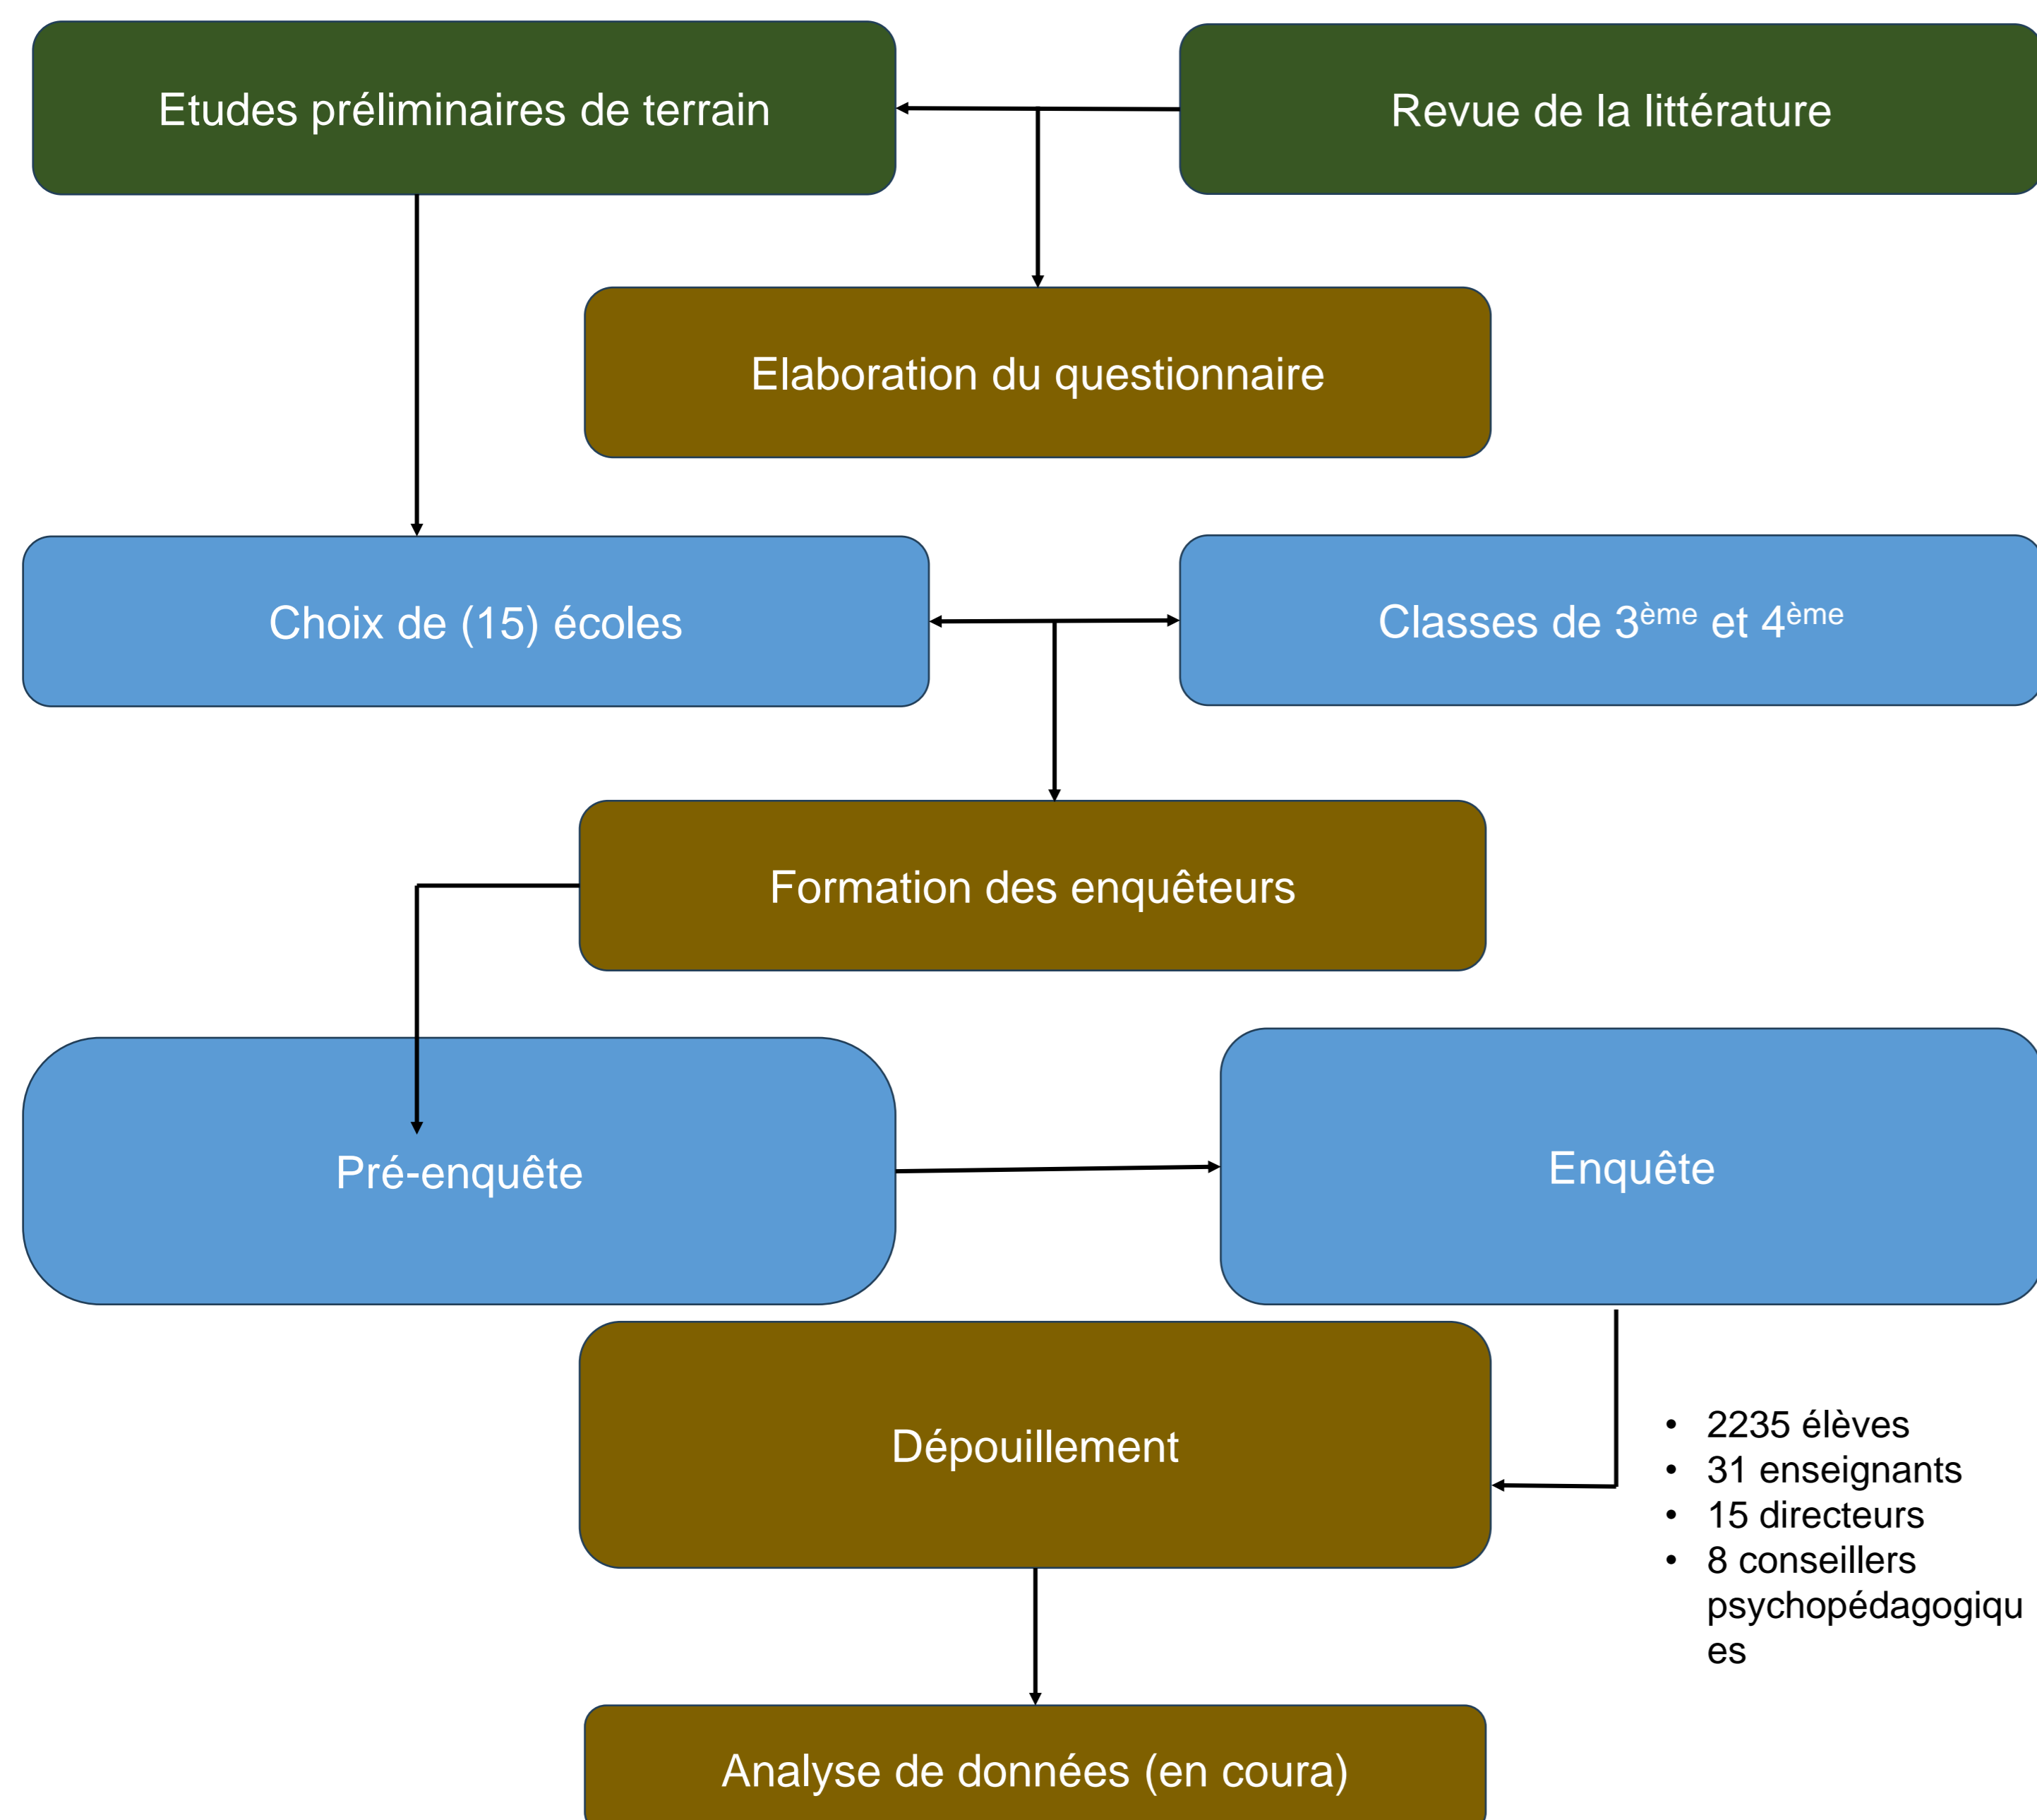 Etudes préliminaires de terrain
Revue de la littérature
Elaboration du questionnaire
Choix de (15) écoles
Classes de 3ème et 4ème
Formation des enquêteurs
Pré-enquête
Enquête
Dépouillement
• 2235 élèves
• 31 enseignants
• 15 directeurs
• 8 conseillers
psychopédagogiqu
es
Analyse de données (en coura)